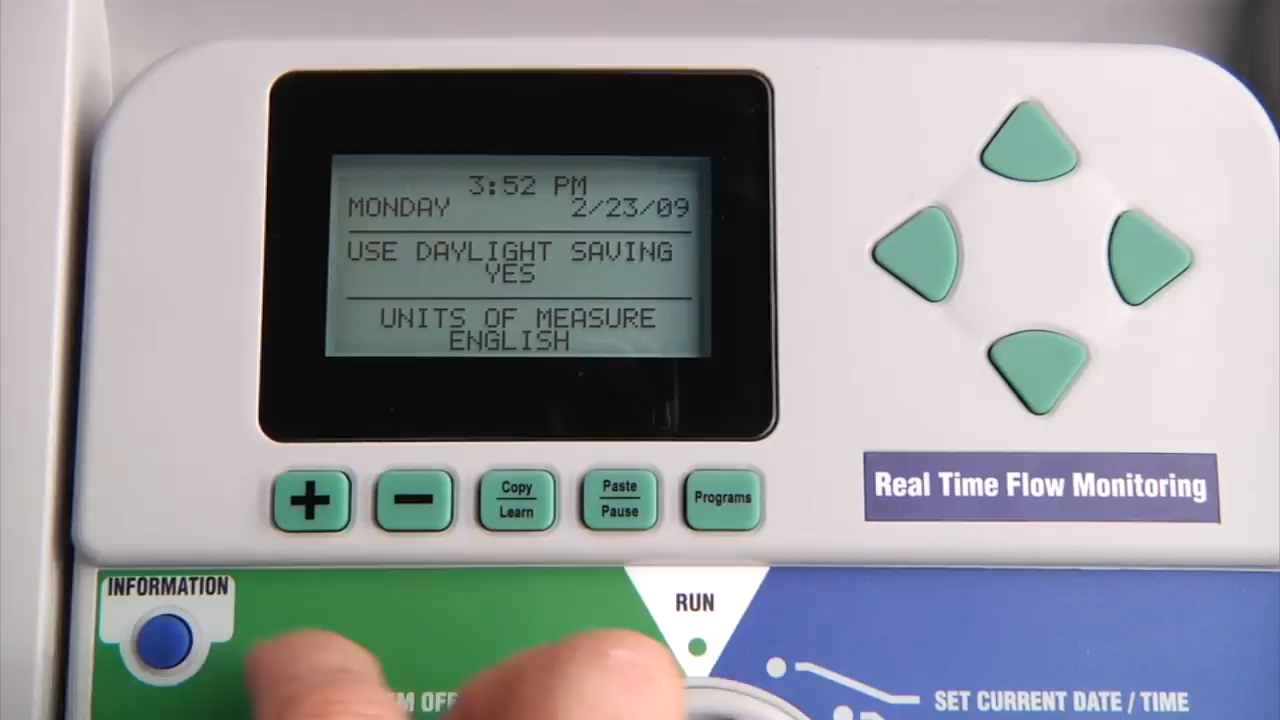 3:52 PM
MONDAY 2/23/09
USE DAYLIGHT SAVING
YES
UNITS OF MEASURE
ENGLISH
Copy
Learn
Paste
Pause
Programs
Real Time Flow Monitoring
INFORMATION
RUN
SET CURRENT DATE / TIME